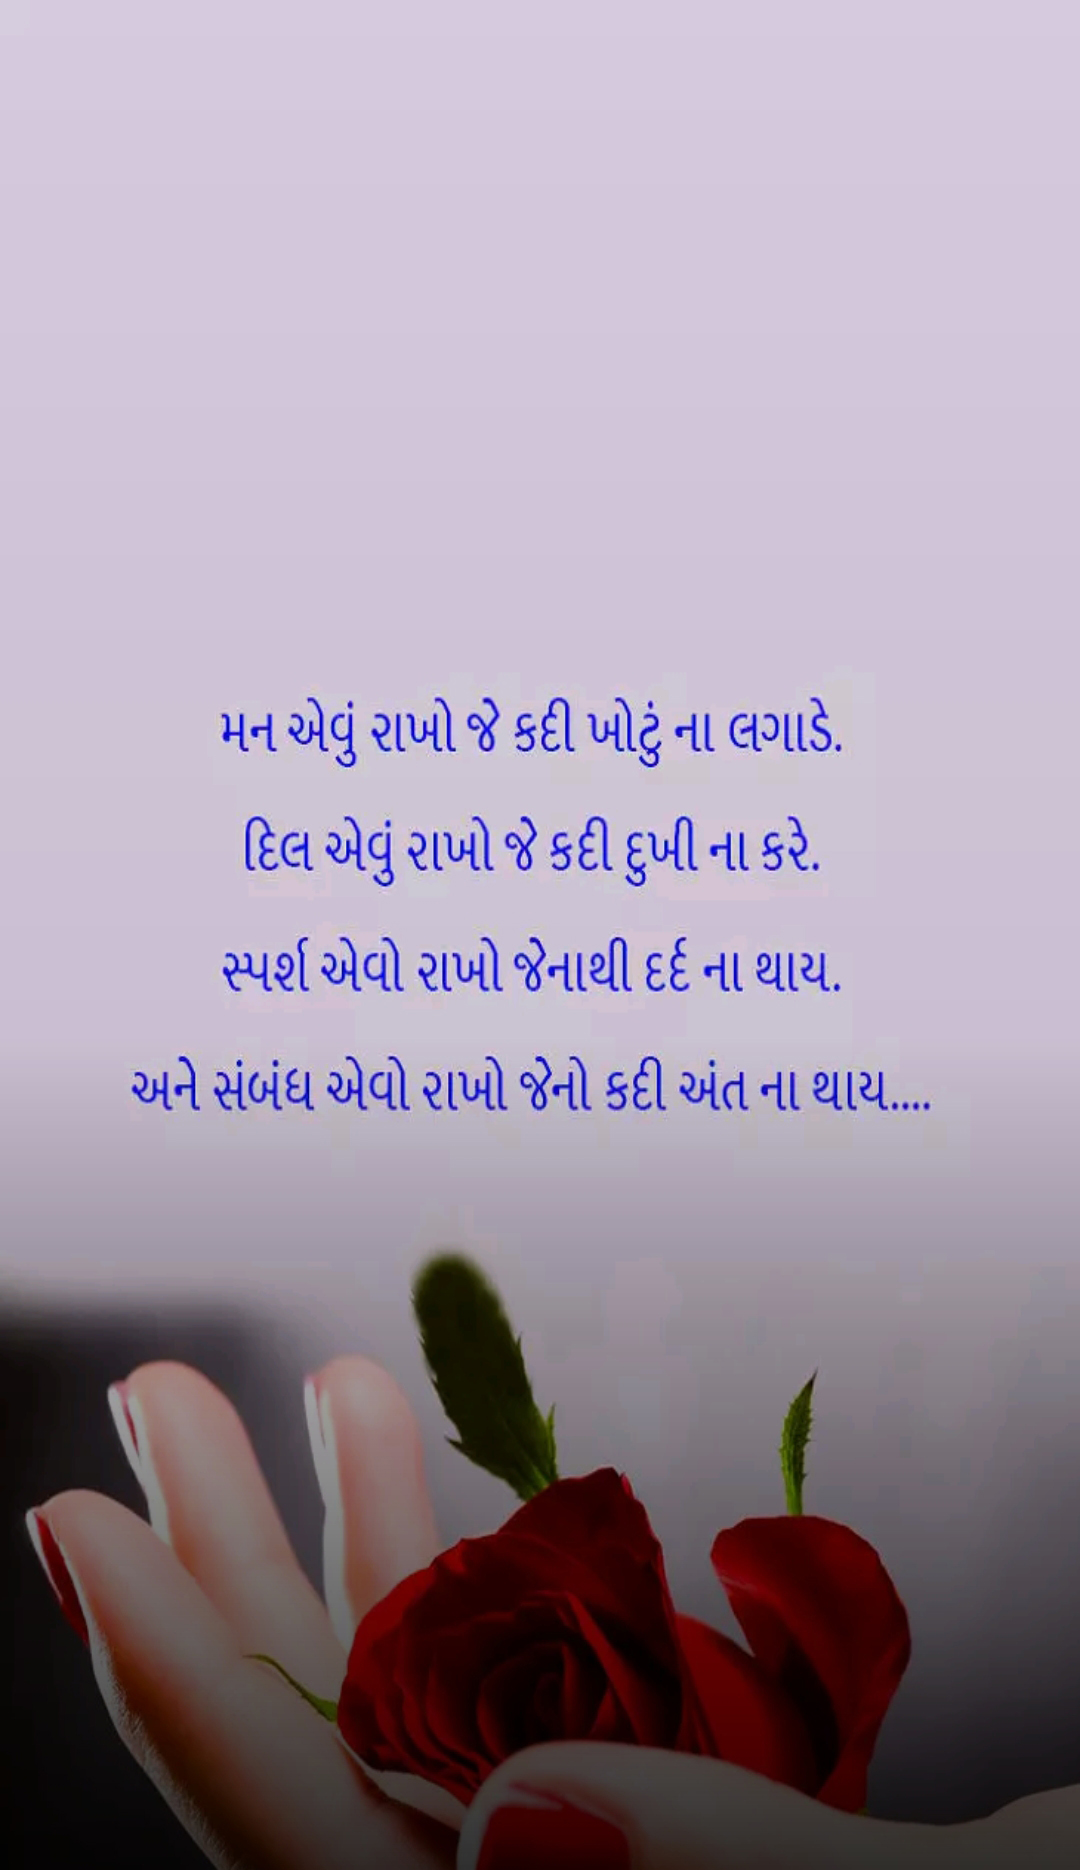 મન એવું રાખો જે કદી ખોટું ના લગાડે.
દિલ એવું રાખો જે કદી દુખી ના કરે.
સ્પર્શ એવો રાખો જેનાથી દર્દ ના થાય.
અને સંબંધ એવો રાખો જેનો કદી અંત ના થાય....